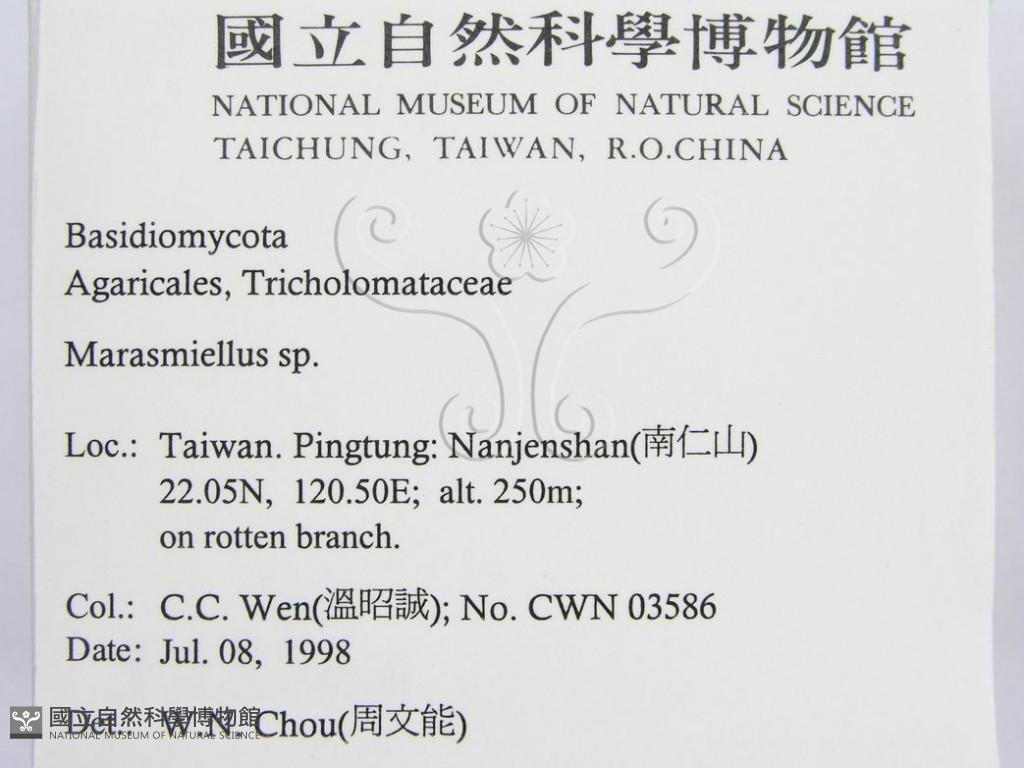 國立自然科學博物館
NATIONAL MUSEUM OF NATURAL SCIENCE
TAICHUNG, TAIWAN, R.O.CHINA
Basidiomycota
Agaricales, Tricholomataceae
Marasmiellus sp.
Loc.: Taiwan. Pingtung: Nanjenshan(南仁山)
22.05N, 120.50E; alt. 250m;
on rotten branch.
Col.: C.C. Wen(溫昭誠); No. CWN 03586
Date: Jul. 08, 1998
Det.: W.N. Chou(周文能)
國立自然科學博物館
NATIONAL MUSEUM OF NATURAL SCIENCE